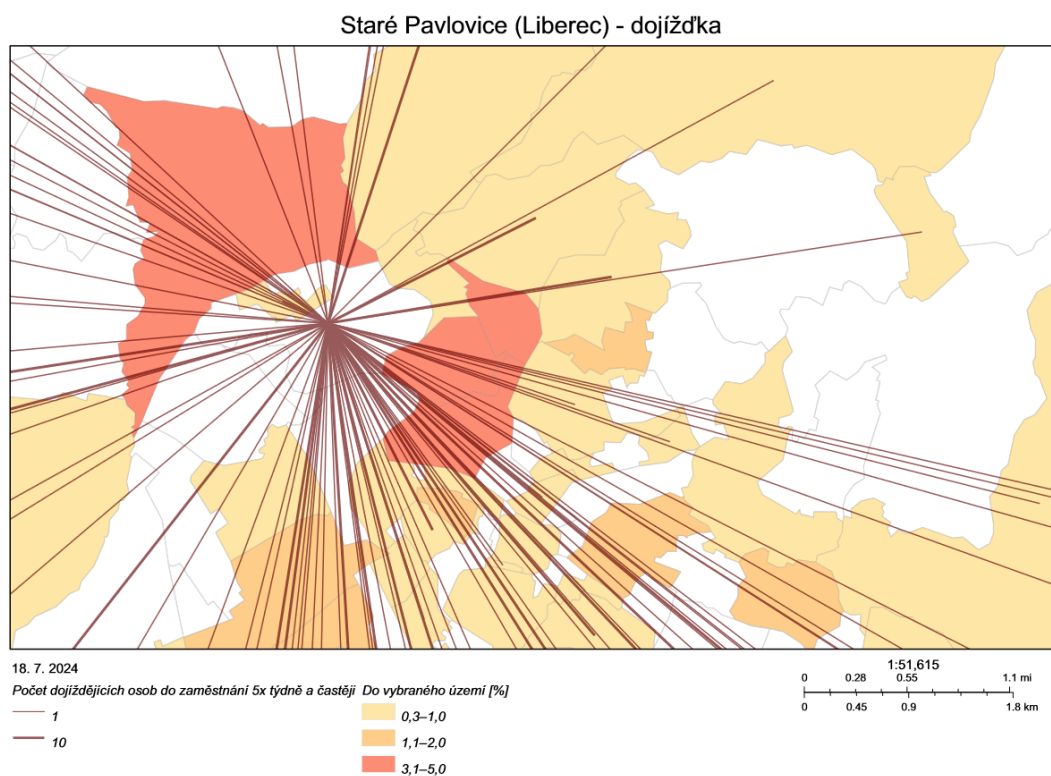 Staré Pavlovice (Liberec) - dojížďka
18. 7. 2024
1:51,615
Počet dojíždějících osob do zaměstnání 5x týdně a častěji
1
10
Do vybraného území [%]
0,3–1,0
1,1–2,0
3,1–5,0
0 0.28 0.55 1.1 mi
0 0.45 0.9 1.8 km